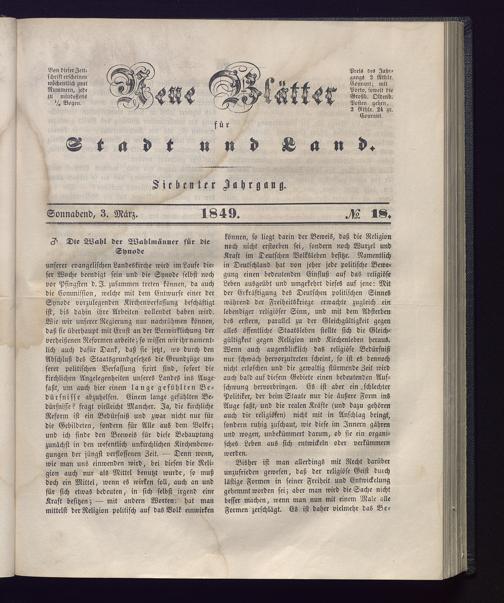 Von dieser Zeit-
schrift erscheinen
wöchentlich zwei
Nummern, jede
zu mindestens
½ Bogen.
Neue Blätter
für
Stadt und Land.
Preis des Jahr-
gangs 2 Rthlr.
Courant; mit
Porto, soweit die
Großh. Oldenb.
Posten gehen,
2 Rthlr. 24 gr.
Courant.
Siebenter Jahrgang.
Sonnabend, 3. März. 1849. № 18.
♂ Die Wahl der Wahlmänner für die
Synode
unserer evangelischen Landeskirche wird im Laufe die-
ser Woche beendigt sein und die Synode selbst noch
vor Pfingsten d. J. zusammen treten können, da auch
die Commission, welche mit dem Entwurfe einer der
Synode vorzulegenden Kirchenverfassung beschäftigt
ist, bis dahin ihre Arbeiten vollendet haben wird.
Wie wir unserer Regierung nun nachrühmen können,
daß sie überhaupt mit Ernst an der Verwirklichung der
verheißenen Reformen arbeite; so wissen wir ihr nament-
lich auch dafür Dank, daß sie jetzt, wo durch den
Abschluß des Staatsgrundgesetzes die Grundzüge un-
serer politischen Verfassung fixirt sind, sofort die
kirchlichen Angelegenheiten unseres Landes ins Auge
faßt, um auch hier einem lange gefühlten Be-
dürfnisse abzuhelfen. Einem lange gefühlten Be-
dürfnisse? fragt vielleicht Mancher. Ja, die kirchliche
Reform ist ein Bedürfniß und zwar nicht nur für
die Gebildeten, sondern für Alle aus dem Volke;
und ich finde den Beweis für diese Behauptung
zunächst in den wesentlich unkirchlichen Kirchenbewe-
gungen der jüngst verflossenen Zeit. — Denn wenn,
wie man uns einwenden wird, bei diesen die Reli-
gion auch nur als Mittel benutzt wurde, so muß
doch ein Mittel, wenn es wirken soll, auch an und
für sich etwas bedeuten, in sich selbst irgend eine
Kraft besitzen; — mit andern Worten: hat man
mittelst der Religion politisch auf das Volk einwirken
können, so liegt darin der Beweis, daß die Religion
noch nicht erstorben sei, sondern noch Wurzel und
Kraft im Deutschen Volksleben besitze. Namentlich
in Deutschland hat von jeher jede politische Bewe-
gung einen bedeutenden Einfluß auf das religiöse
Leben ausgeübt und umgekehrt dieses auf jene: Mit
der Erkräftigung des Deutschen politischen Sinnes
während der Freiheitskriege erwachte zugleich ein
lebendiger religiöser Sinn, und mit dem Absterben
des erstern, parallel zu der Gleichgültigkeit gegen
alles öffentliche Staatsleben stellte sich die Gleich-
gültigkeit gegen Religion und Kirchenleben heraus.
Wenn auch augenblicklich das religiöse Bedürfniß
nur schwach hervorzutreten scheint, so ist es dennoch
nicht erloschen und die gewaltig stürmende Zeit wird
auch bald auf diesem Gebiete einen bedeutenden Auf-
schwung hervorbringen. Es ist aber ein schlechter
Politiker, der beim Staate nur die äußere Form ins
Auge faßt, und die realen Kräfte (und dazu gehören
auch die religiösen) nicht mit in Anschlag bringt,
sondern ruhig zuschaut, wie diese im Innern gähren
und wogen, unbekümmert darum, ob sie ein organi-
sches Leben aus sich entwickeln oder verkümmern
werden.
Bisher ist man allerdings mit Recht darüber
unzufrieden gewesen, daß der religiöse Geist durch
lästige Formen in seiner Freiheit und Entwickelung
gehemmt worden sei; aber man wird die Sache nicht
besser machen, wenn man nun mit einem Male alle
Formen zerschlägt. Es ist daher vielmehr das Be-